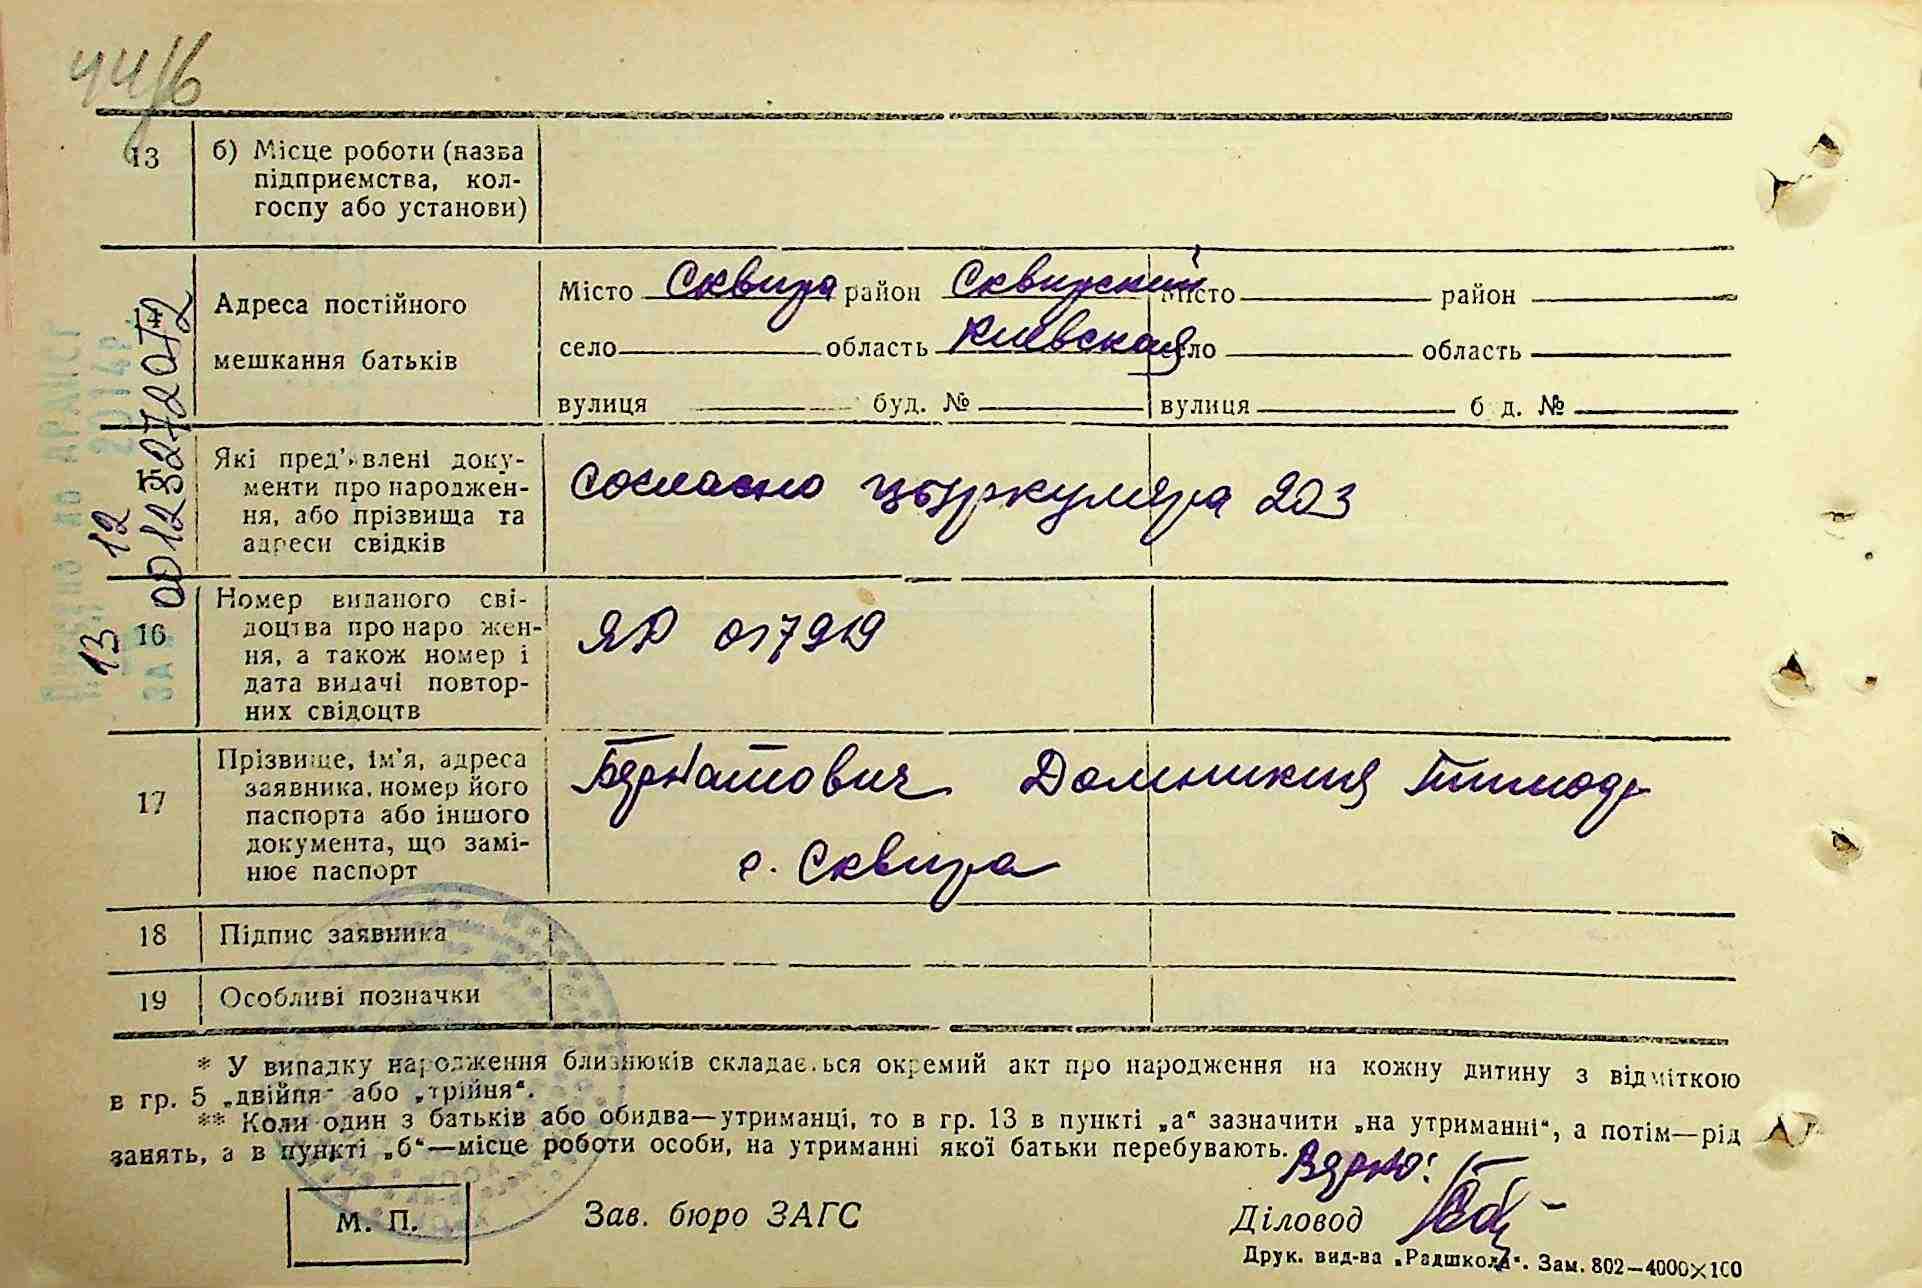 44/6
13 б) Місце роботи (назва
підприємства, кол-
госпу або установи)
14 Адреса постійного
мешкання батьків
Місто Сквира район Сквирский Місто район
село область Киевская село область
вулиця буд. № вулиця б д. №
Які пред'явлені доку-
менти про народжен-
ня, або прізвища та
адреси свідків
согласно цыркуляра 203
16 Номер виданого сві-
доцтва про народжен-
ня, а також номер і
дата видачі повтор-
них свідоцтв
ЯР 017919
17 Прізвище, ім'я, адреса
заявника, номер його
паспорта або іншого
документа, що замі-
нює паспорт
Бернатович Домникия Тимоф
с. Сквира
18 Підпис заявника
19 Особливі позначки
* У випадку народження близнюків складається окремий акт про народження на кожну дитину з відміткою
в гр. 5 „двійня“ або „трійня“.
** Коли один з батьків або обидва—утриманці, то в гр. 13 в пункті „а“ зазначити „на утриманні“, а потім—рід
занять, а в пункті „б“—місце роботи особи, на утриманні якої батьки перебувають.
Верно:
М. П.
Зав. бюро ЗАГС
Діловод
Друк. вид-ва „Радшкола“. Зам. 802—4000×100
13 12